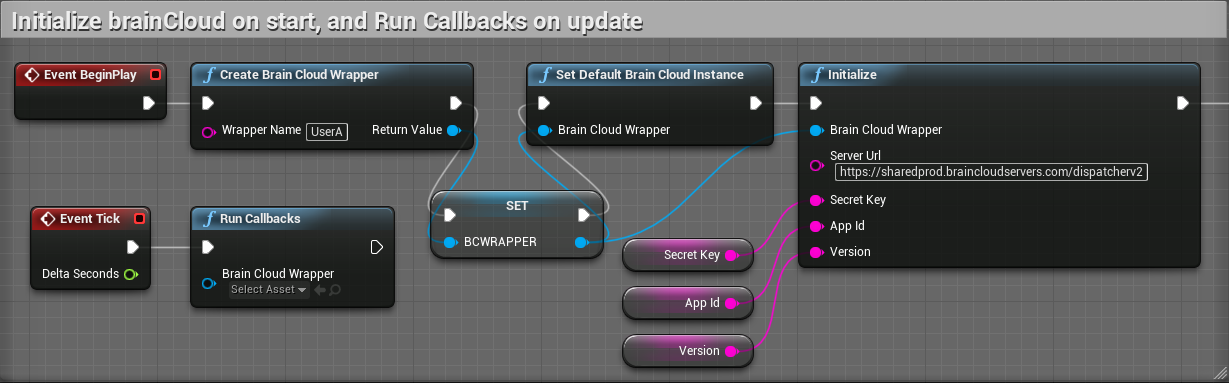 Initialize brainCloud on start, and Run Callbacks on update
Event BeginPlay
Create Brain Cloud Wrapper
Wrapper Name UserA Return Value
Set Default Brain Cloud Instance
Brain Cloud Wrapper
Initialize
Brain Cloud Wrapper
Server Url
https://sharedprod.braincloudservers.com/dispatcherv2
Secret Key
App Id
Version
SET
BCWRAPPER
Event Tick
Delta Seconds
Run Callbacks
Brain Cloud Wrapper
Select Asset
Secret Key
App Id
Version